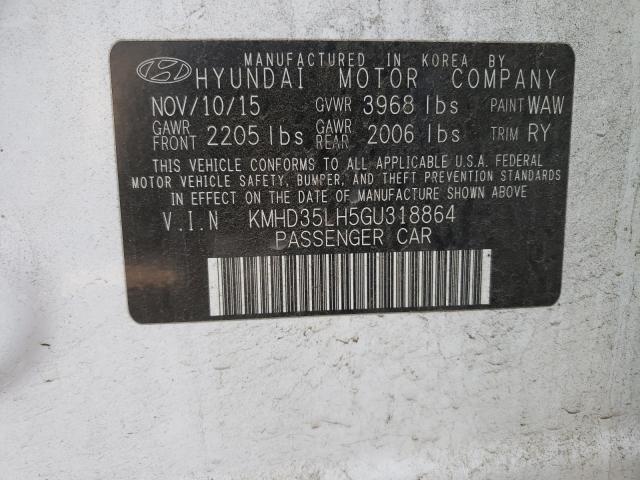 MANUFACTURED IN KOREA BY
HYUNDAI MOTOR COMPANY
NOV/10/15 GVWR 3968 lbs PAINT WAW
GAWR FRONT 2205 lbs GAWR REAR 2006 lbs TRIM RY
THIS VEHICLE CONFORMS TO ALL APPLICABLE U.S.A. FEDERAL
MOTOR VEHICLE SAFETY, BUMPER, AND THEFT PREVENTION STANDARDS
IN EFFECT ON THE DATE OF MANUFACTURE SHOWN ABOVE.
V.I.N KMHD35LH5GU318864
PASSENGER CAR